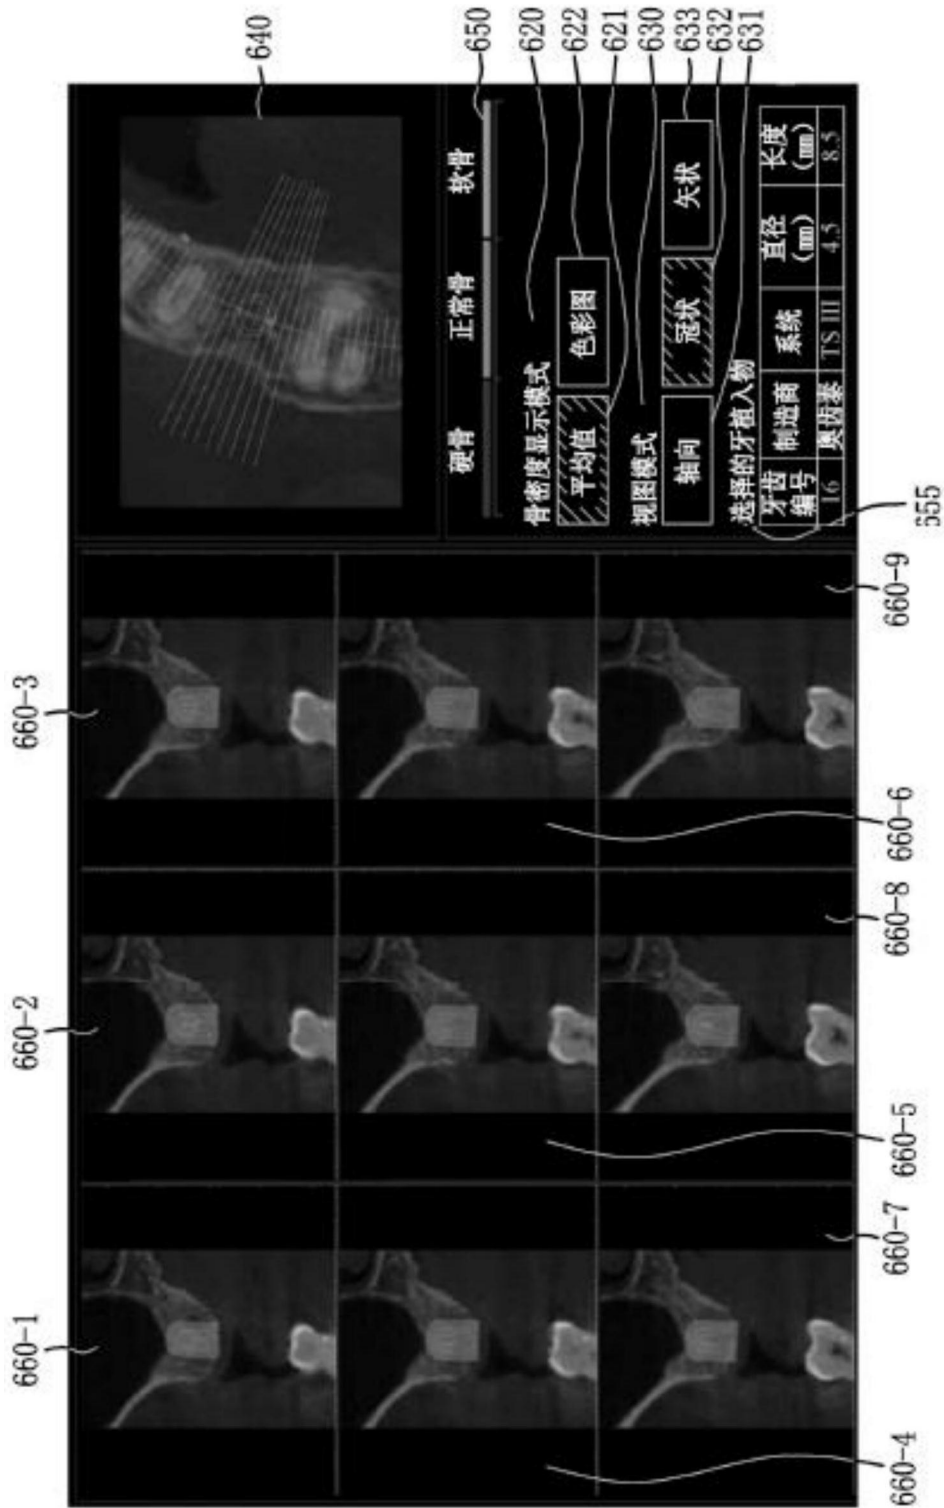 660-1
660-2
660-3
640
硬骨
正常骨
软骨
650
骨密度显示模式
620
平均值
色彩图
622
621
视图模式
630
轴向
冠状
矢状
633
632
631
选择的牙植入物
牙齿编号 制造商 系统 直径(mm) 长度(mm)
16 奥齿泰 TS III 4.5 8.5
655
660-4
660-7
660-5
660-8
660-6
660-9